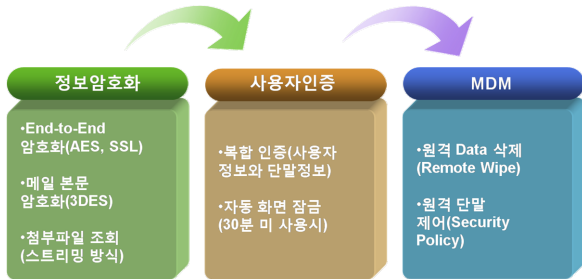 정보암호화
•End-to-End
암호화(AES, SSL)
•메일 본문
암호화(3DES)
•첨부파일 조회
(스트리밍 방식)
사용자인증
•복합 인증(사용자
정보와 단말정보)
•자동 화면 잠금
(30분 미 사용시)
MDM
•원격 Data 삭제
(Remote Wipe)
•원격 단말
제어(Security
Policy)